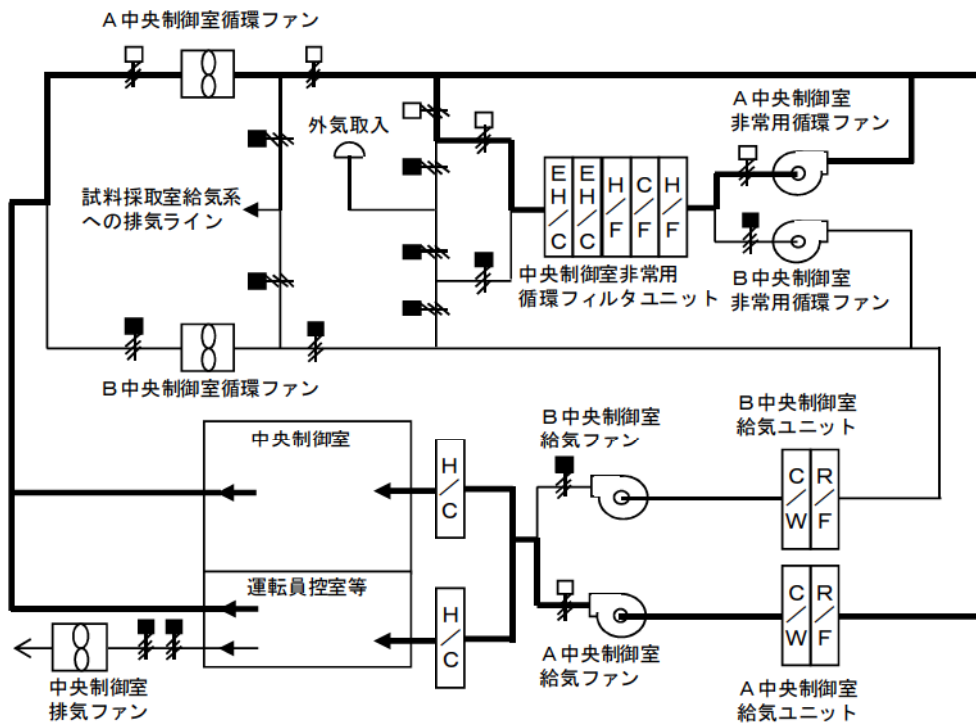 A中央制御室循環ファン
外気取入
A中央制御室
非常用循環ファン
試料採取室給気系
への排気ライン
EH/C
EH/C
H/F
C/F
H/F
中央制御室非常用
循環フィルタユニット
B中央制御室
非常用循環ファン
B中央制御室循環ファン
B中央制御室
給気ファン
B中央制御室
給気ユニット
中央制御室
H/C
C/W
R/F
運転員控室等
H/C
C/W
R/F
A中央制御室
給気ファン
中央制御室
排気ファン
A中央制御室
給気ユニット